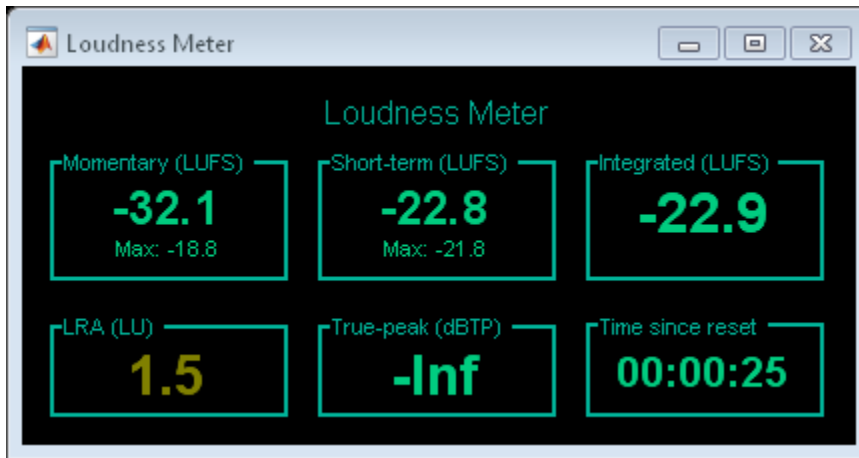 Loudness Meter
Loudness Meter
Momentary (LUFS)
-32.1
Max: -18.8
Short-term (LUFS)
-22.8
Max: -21.8
Integrated (LUFS)
-22.9
LRA (LU)
1.5
True-peak (dBTP)
-Inf
Time since reset
00:00:25